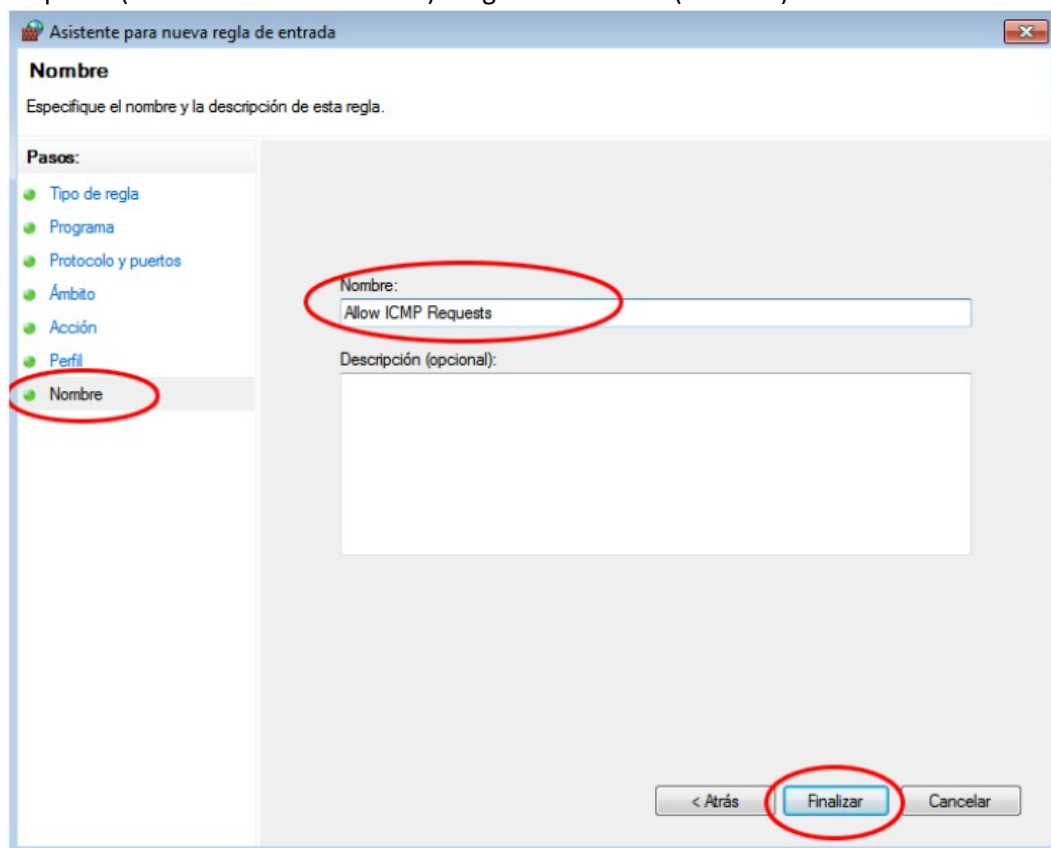 Asistente para nueva regla de entrada
Nombre
Especifique el nombre y la descripción de esta regla.
Pasos:
Tipo de regla
Programa
Protocolo y puertos
Ámbito
Acción
Perfil
Nombre
Nombre:
Allow ICMP Requests
Descripción (opcional):
< Atrás
Finalizar
Cancelar